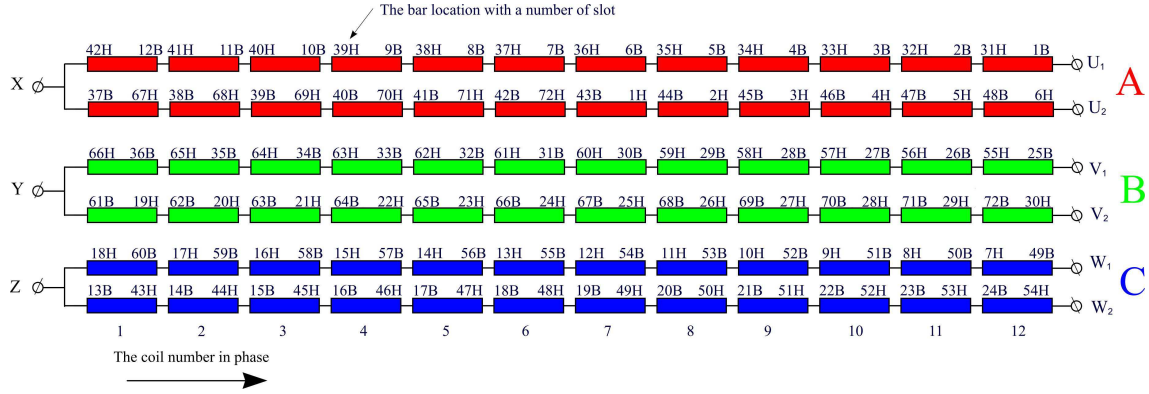 The bar location with a number of slot
42H 12B 41H 11B 40H 10B 39H 9B 38H 8B 37H 7B 36H 6B 35H 5B 34H 4B 33H 3B 32H 2B 31H 1B
X U₁ A
37B 67H 38B 68H 39B 69H 40B 70H 41B 71H 42B 72H 43B 1H 44B 2H 45B 3H 46B 4H 47B 5H 48B 6H
U₂
66H 36B 65H 35B 64H 34B 63H 33B 62H 32B 61H 31B 60H 30B 59H 29B 58H 28B 57H 27B 56H 26B 55H 25B
Y V₁ B
61B 19H 62B 20H 63B 21H 64B 22H 65B 23H 66B 24H 67B 25H 68B 26H 69B 27H 70B 28H 71B 29H 72B 30H
V₂
18H 60B 17H 59B 16H 58B 15H 57B 14H 56B 13H 55B 12H 54B 11H 53B 10H 52B 9H 51B 8H 50B 7H 49B
Z W₁ C
13B 43H 14B 44H 15B 45H 16B 46H 17B 47H 18B 48H 19B 49H 20B 50H 21B 51H 22B 52H 23B 53H 24B 54H
W₂
1 2 3 4 5 6 7 8 9 10 11 12
The coil number in phase